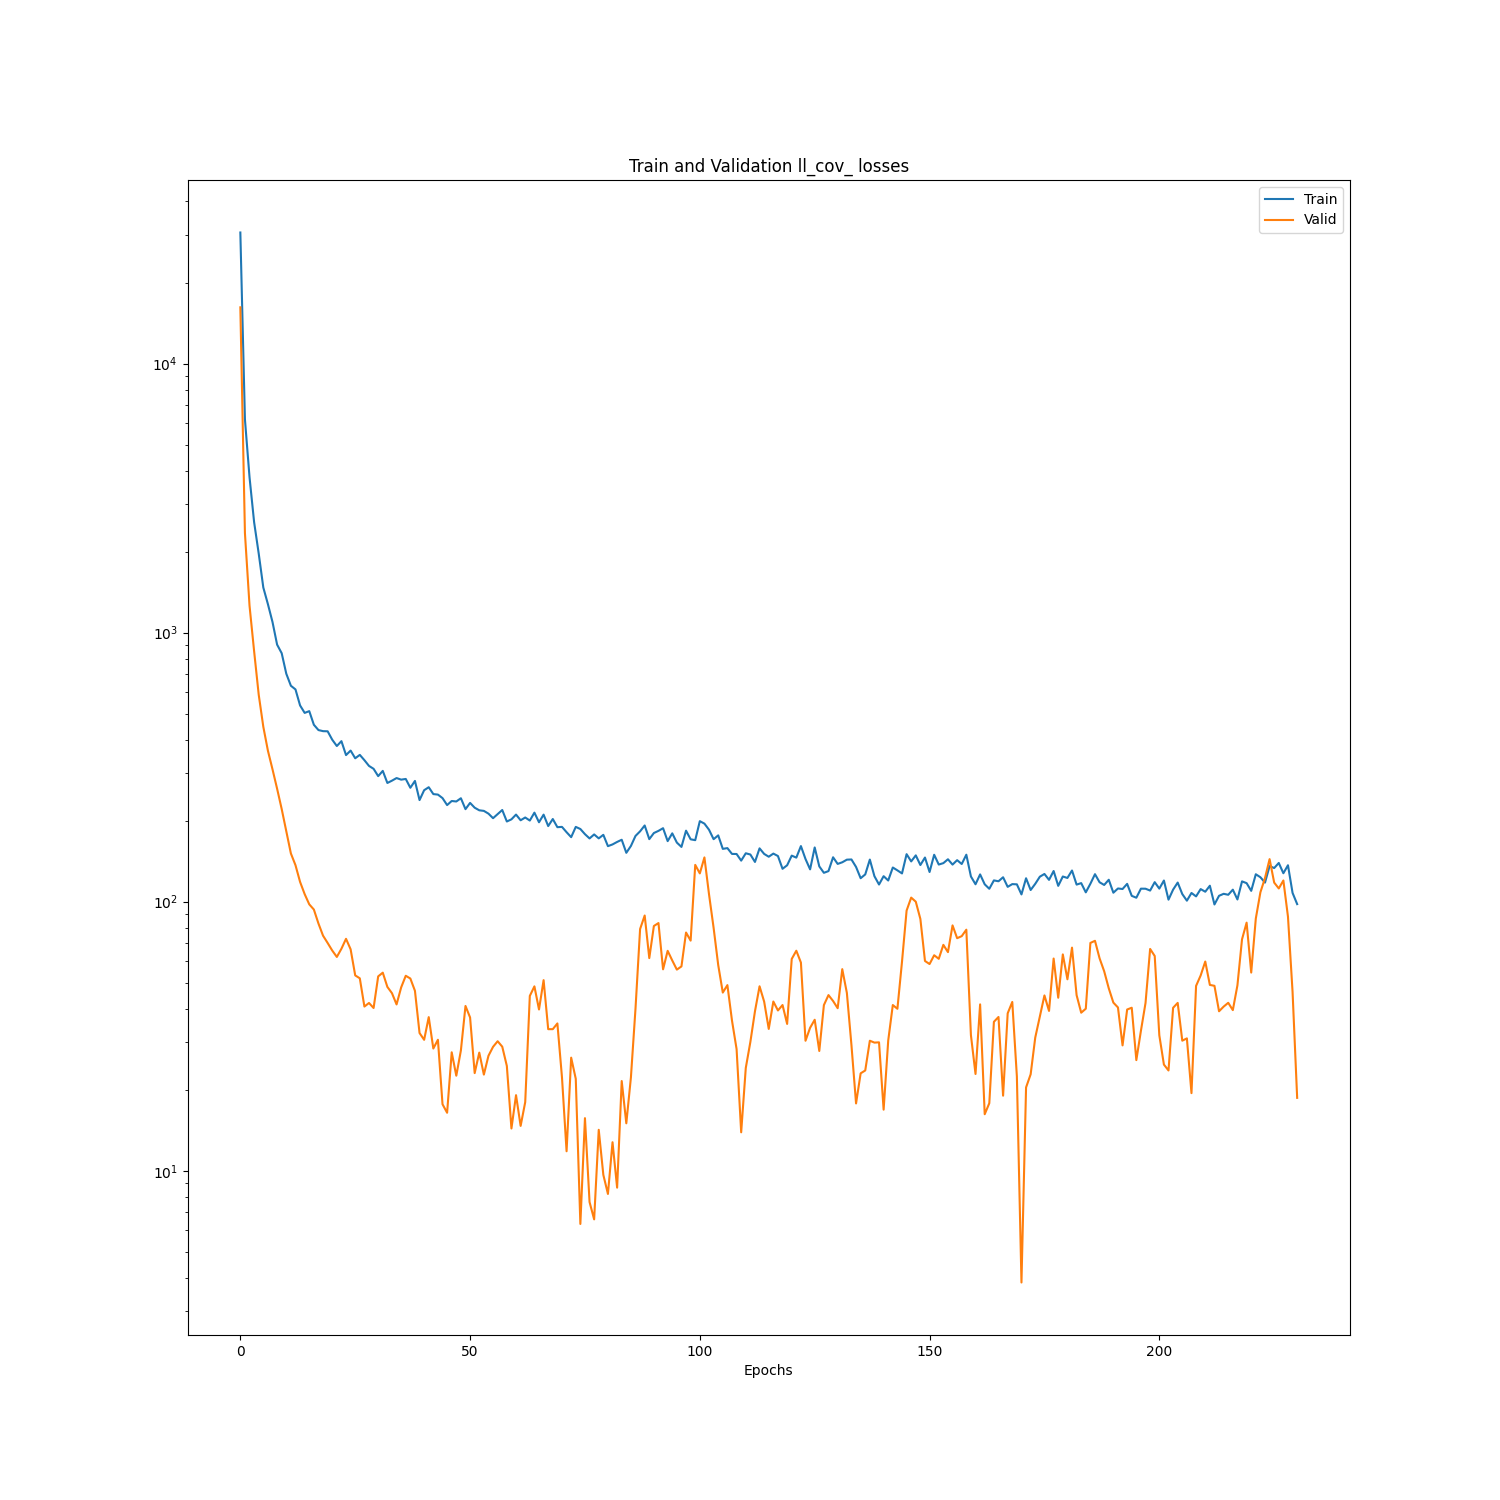 Train and Validation ll_cov_ losses
Train
Valid
10⁴
10³
10²
10¹
0 50 100 150 200
Epochs